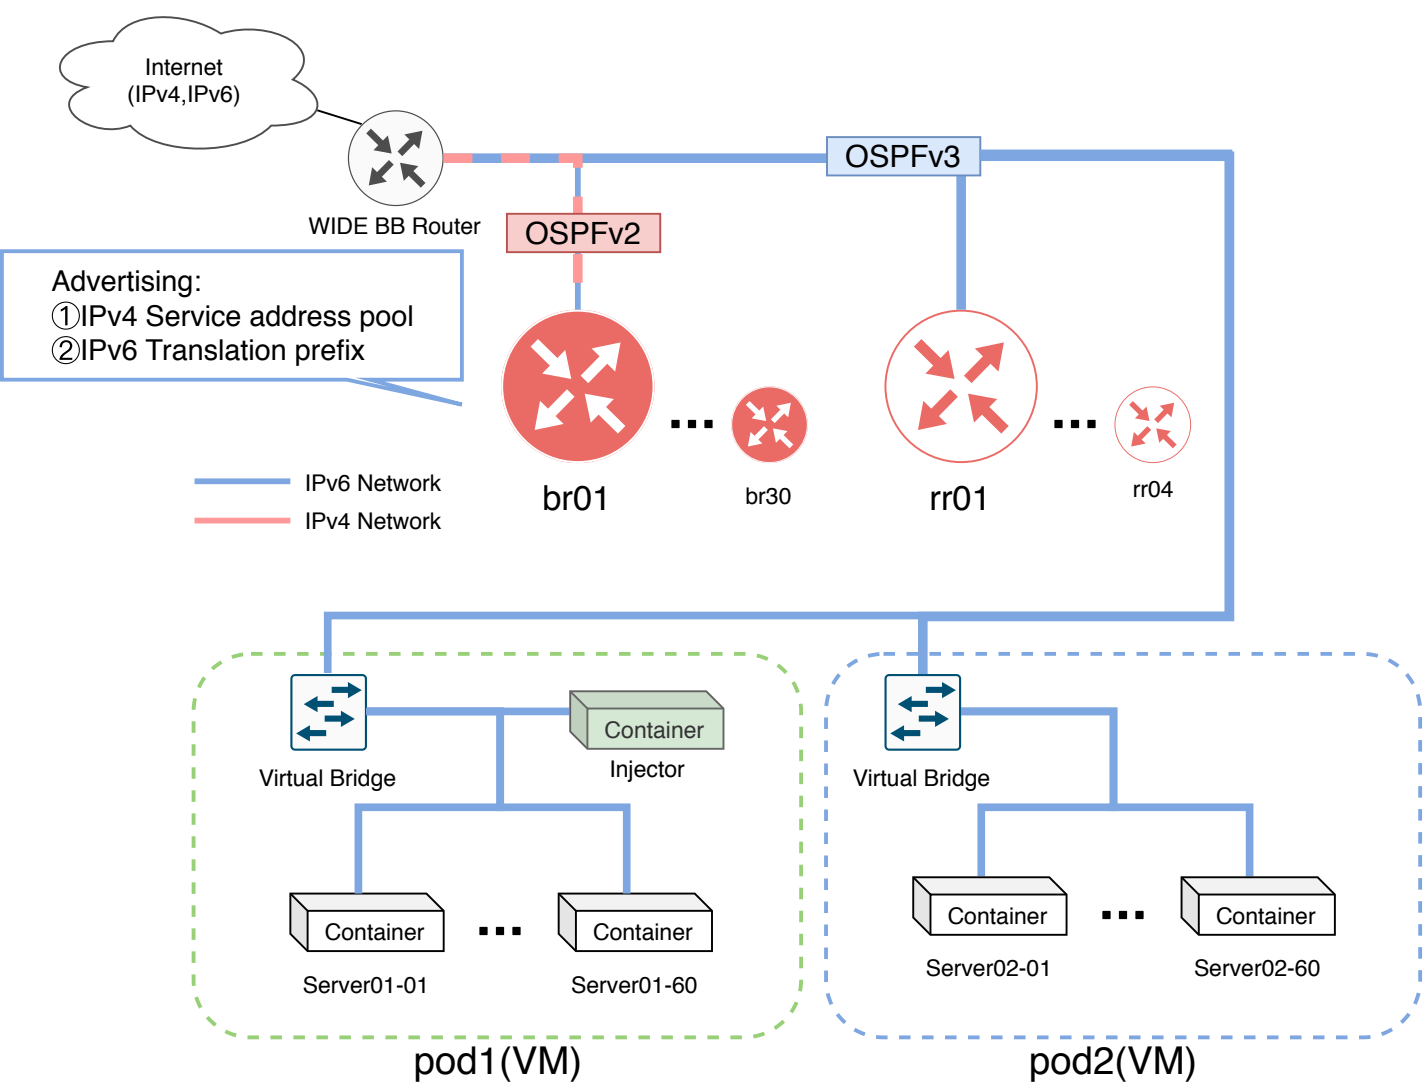 Internet
(IPv4,IPv6)
WIDE BB Router
OSPFv3
OSPFv2
Advertising:
①IPv4 Service address pool
②IPv6 Translation prefix
IPv6 Network
IPv4 Network
br01
br30
rr01
rr04
Virtual Bridge
Container
Injector
Container
Server01-01
Container
Server01-60
pod1(VM)
Virtual Bridge
Container
Server02-01
Container
Server02-60
pod2(VM)